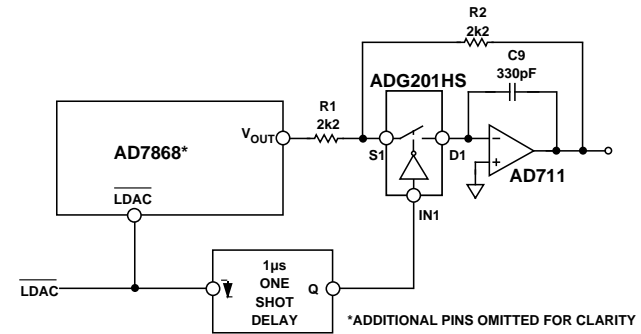 R2
2k2
C9
330pF
ADG201HS
R1
2k2
VOUT
AD7868*
S1
D1
–
+
AD711
LDAC
IN1
1µs
ONE
SHOT
DELAY
Q
LDAC
*ADDITIONAL PINS OMITTED FOR CLARITY